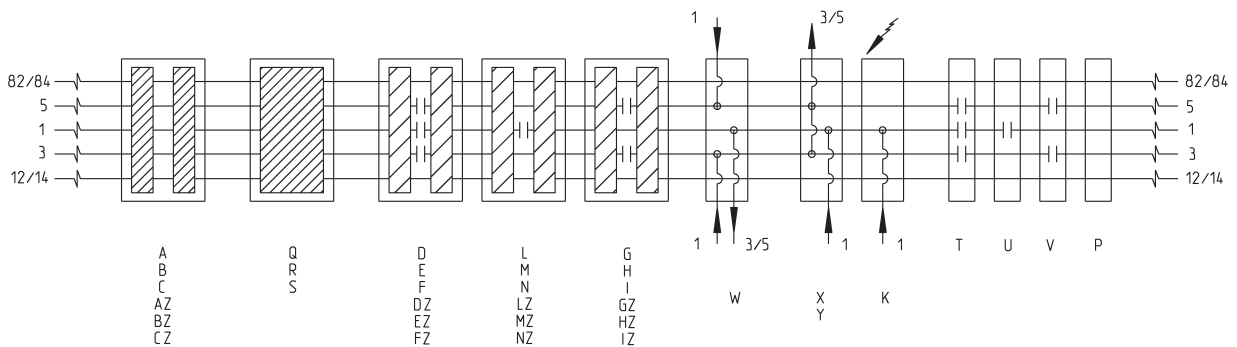 1
3/5
82/84
82/84
5
5
1
1
3
3
12/14
12/14
1
3/5
1
1
T
U
V
P
A
Q
D
L
G
B
R
E
M
H
C
S
F
N
I
W
X
K
AZ
DZ
LZ
GZ
Y
BZ
EZ
MZ
HZ
CZ
FZ
NZ
IZ